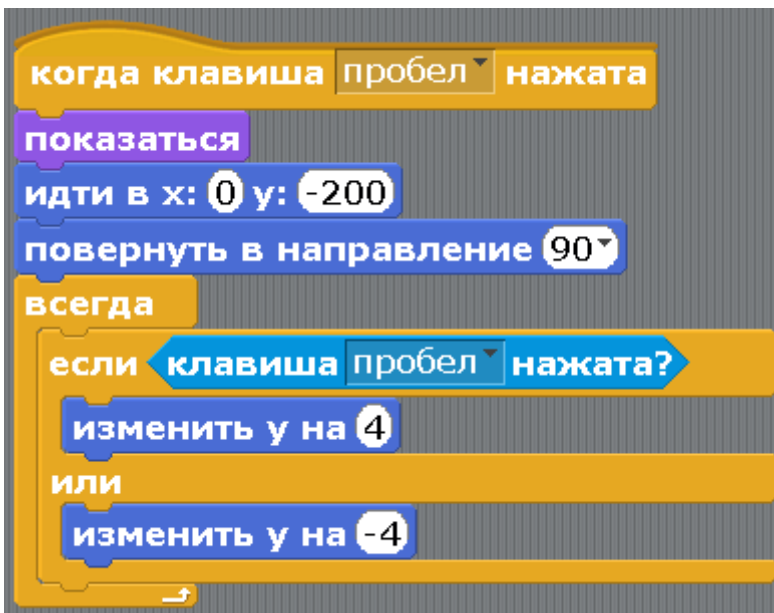 когда клавиша пробел нажата
показаться
идти в x: 0 y: -200
повернуть в направление 90
всегда
если клавиша пробел нажата?
изменить y на 4
или
изменить y на -4